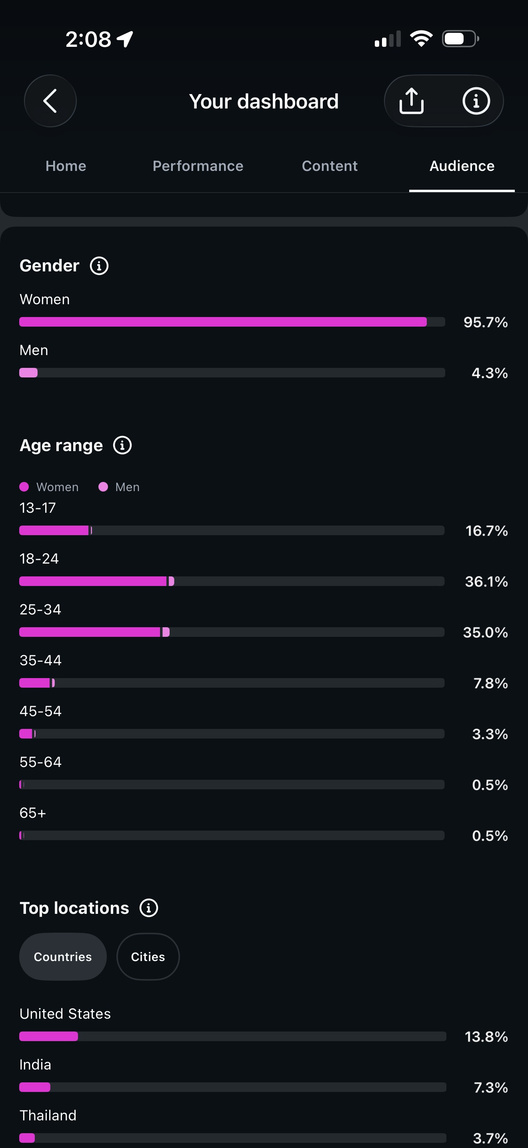 2:08
Your dashboard
Home Performance Content Audience
Gender
Women
95.7%
Men
4.3%
Age range
Women Men
13-17
16.7%
18-24
36.1%
25-34
35.0%
35-44
7.8%
45-54
3.3%
55-64
0.5%
65+
0.5%
Top locations
Countries Cities
United States
13.8%
India
7.3%
Thailand
3.7%